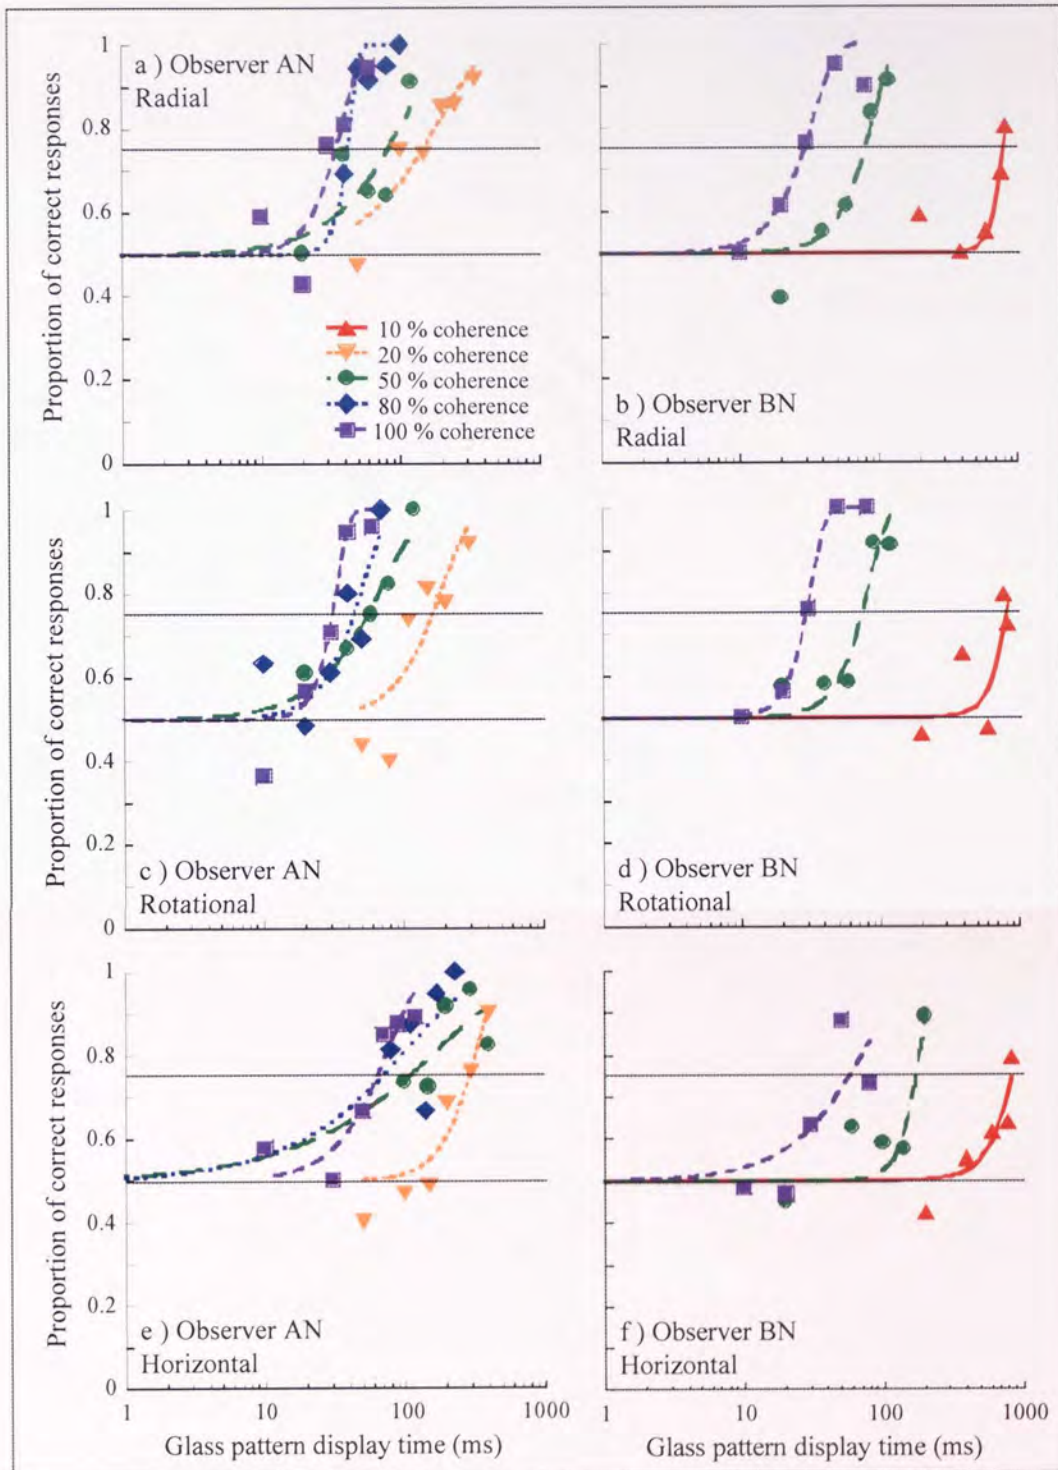 a ) Observer AN
Radial
Proportion of correct responses
1
0.8
0.6
0.4
0.2
0
10 % coherence
20 % coherence
50 % coherence
80 % coherence
100 % coherence
b ) Observer BN
Radial
Proportion of correct responses
1
0.8
0.6
0.4
0.2
0
c ) Observer AN
Rotational
d ) Observer BN
Rotational
Proportion of correct responses
1
0.8
0.6
0.4
0.2
0
e ) Observer AN
Horizontal
f ) Observer BN
Horizontal
1 10 100 1000
10 100 1000
Glass pattern display time (ms)
Glass pattern display time (ms)